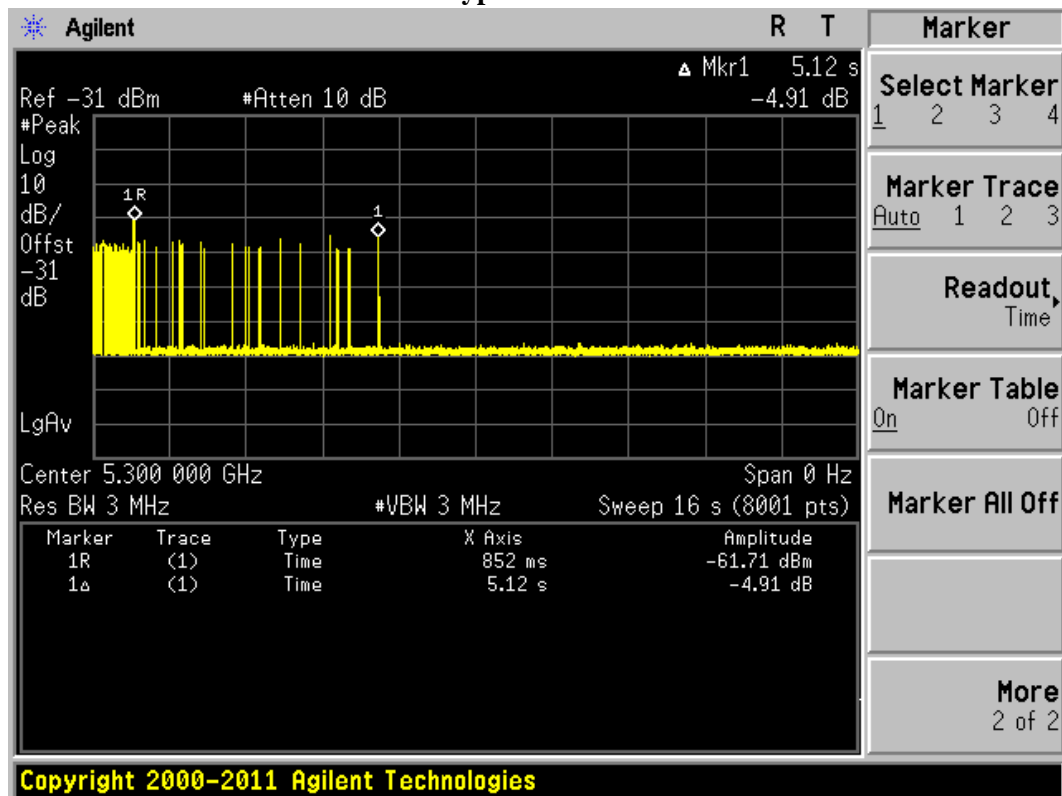 Agilent R T Marker
Δ Mkr1 5.12 s
Ref -31 dBm #Atten 10 dB -4.91 dB
#Peak
Log
10
dB/
Offst
-31
dB
1R
1
LgAv
Center 5.300 000 GHz Span 0 Hz
Res BW 3 MHz #VBW 3 MHz Sweep 16 s (8001 pts)
Marker Trace Type X Axis Amplitude
1R (1) Time 852 ms -61.71 dBm
1Δ (1) Time 5.12 s -4.91 dB
Select Marker
1 2 3 4
Marker Trace
Auto 1 2 3
Readout
Time
Marker Table
On Off
Marker All Off
More
2 of 2
Copyright 2000-2011 Agilent Technologies